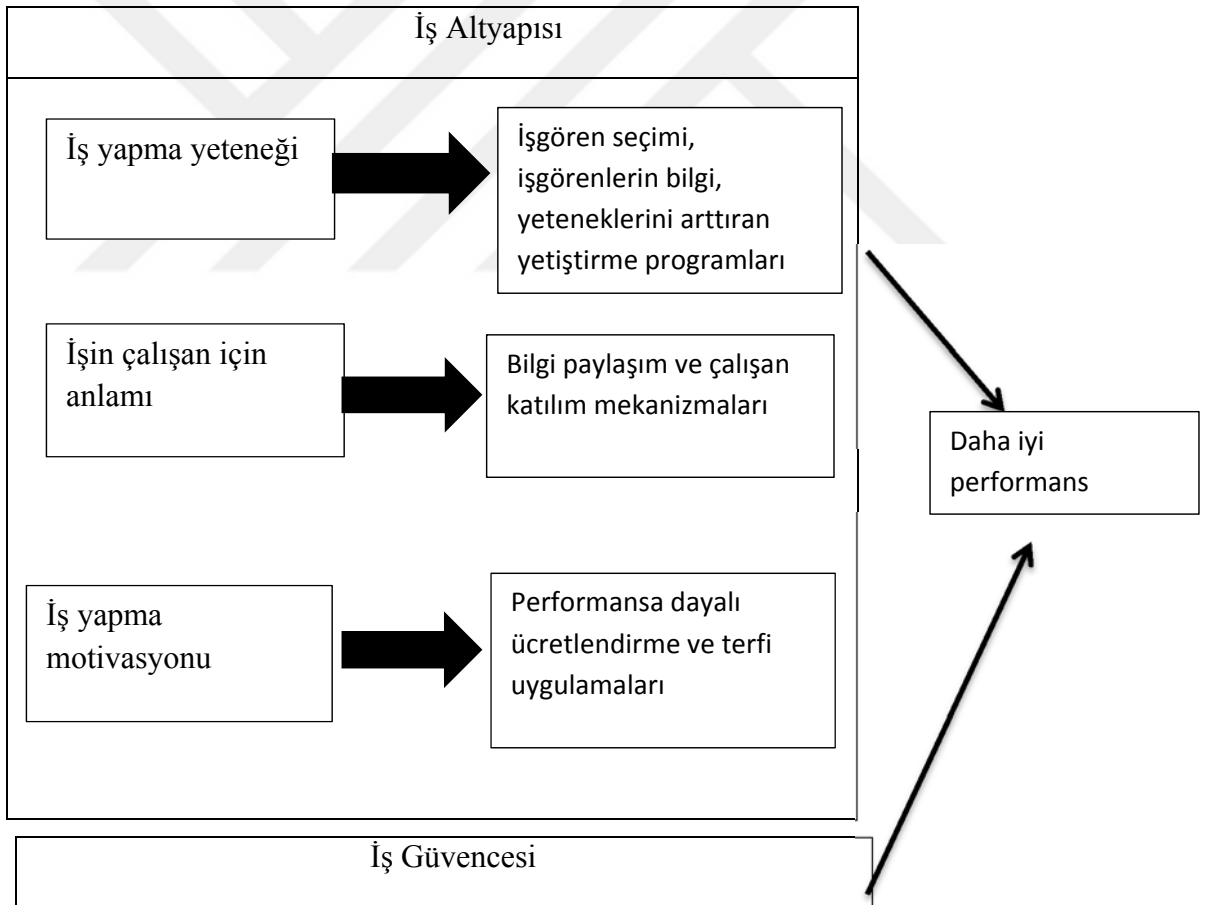 İş Altyapısı
İş yapma yeteneği
İşgören seçimi,
işgörenlerin bilgi,
yeteneklerini arttıran
yetiştirme programları
İşin çalışan için
anlamı
Bilgi paylaşım ve çalışan
katılım mekanizmaları
Daha iyi
performans
İş yapma
motivasyonu
Performansa dayalı
ücretlendirme ve terfi
uygulamaları
İş Güvencesi